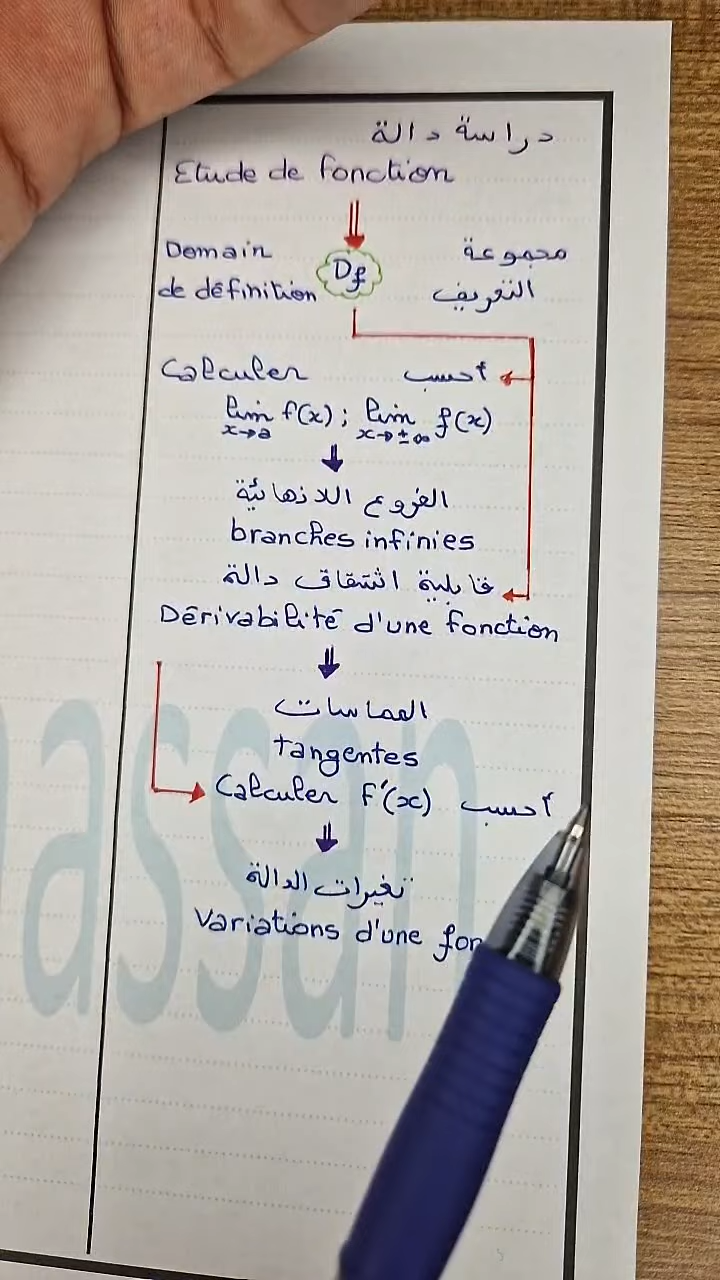 دراسة دالة
Etude de fonction
Domain Df مجموعة
de définition التعريف
Calculer أحسب
lim f(x) ; lim f(x)
x→a x→±∞
الفروع اللانهائية
branches infinies
قابلية اشتقاق دالة
Dérivabilité d'une fonction
المماسات
tangentes
Calculer f'(x) أحسب
تغيرات الدالة
Variations d'une fon
assan